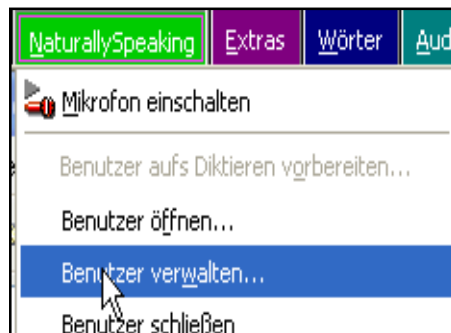 NaturallySpeaking Extras Wörter Aud
Mikrofon einschalten
Benutzer aufs Diktieren vorbereiten...
Benutzer öffnen...
Benutzer verwalten...
Benutzer schließen